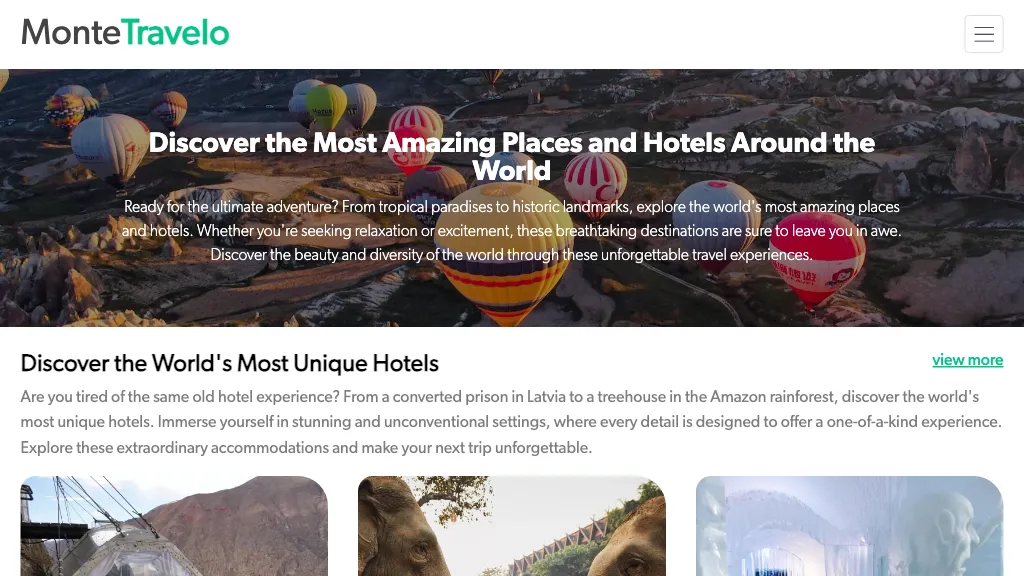 MonteTravelo
Discover the Most Amazing Places and Hotels Around the
World
Ready for the ultimate adventure? From tropical paradises to historic landmarks, explore the world's most amazing places
and hotels. Whether you're seeking relaxation or excitement, these breathtaking destinations are sure to leave you in awe.
Discover the beauty and diversity of the world through these unforgettable travel experiences.
Discover the World's Most Unique Hotels
view more
Are you tired of the same old hotel experience? From a converted prison in Latvia to a treehouse in the Amazon rainforest, discover the world's
most unique hotels. Immerse yourself in stunning and unconventional settings, where every detail is designed to offer a one-of-a-kind experience.
Explore these extraordinary accommodations and make your next trip unforgettable.